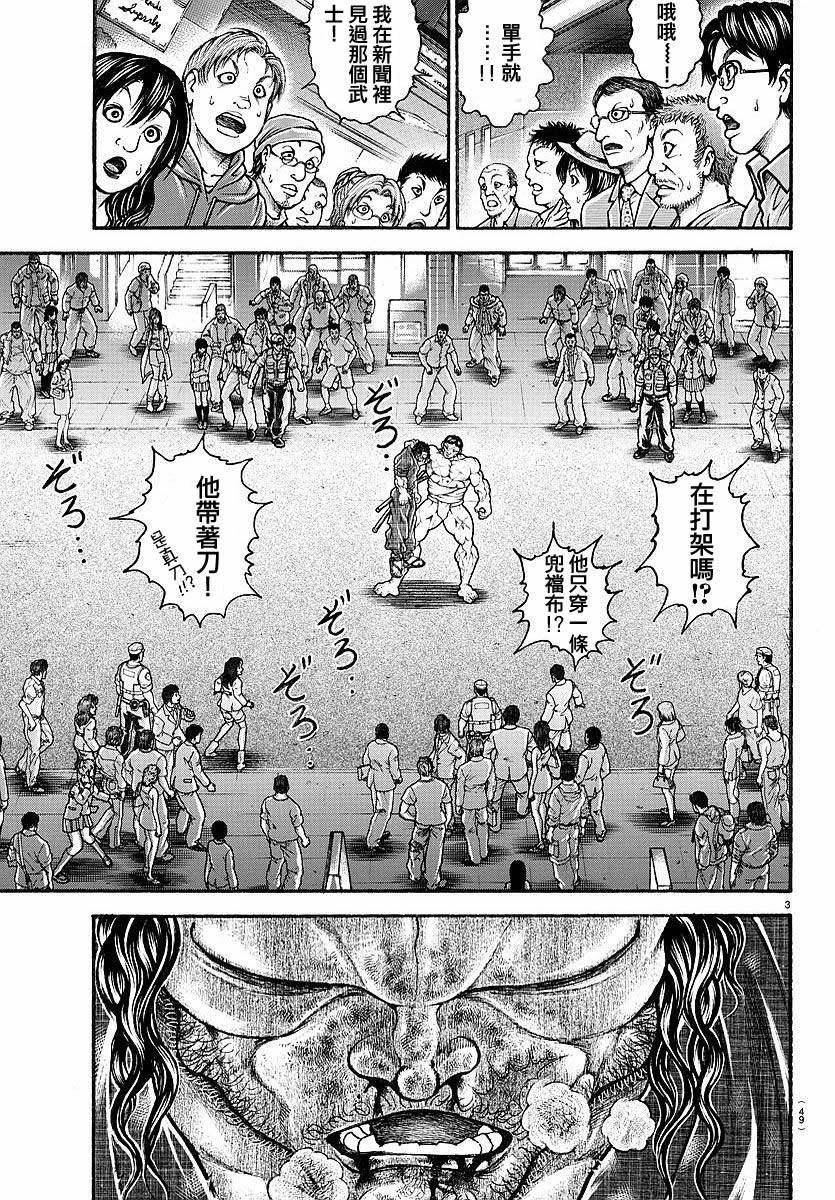 哦哦~~!
單手就
……!!
我在新聞裡
見過那個武
士!
在打架嗎!?
他只穿一條
兜襠布!?
他帶著刀!
是真刀!!?
ぞろ…
ぞろ…
ぞろ…
ぞろ…
ぞろ…
ぞろ…
3
(49)